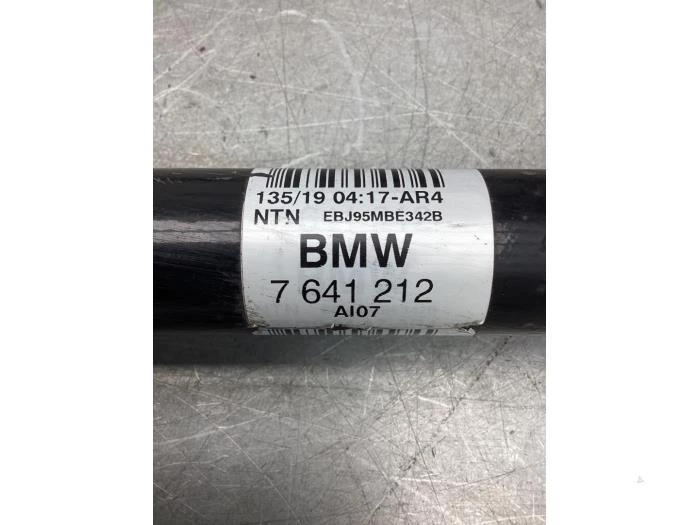 135/19 04:17-AR4
NTN EBJ95MBE342B
BMW
7 641 212
AI07